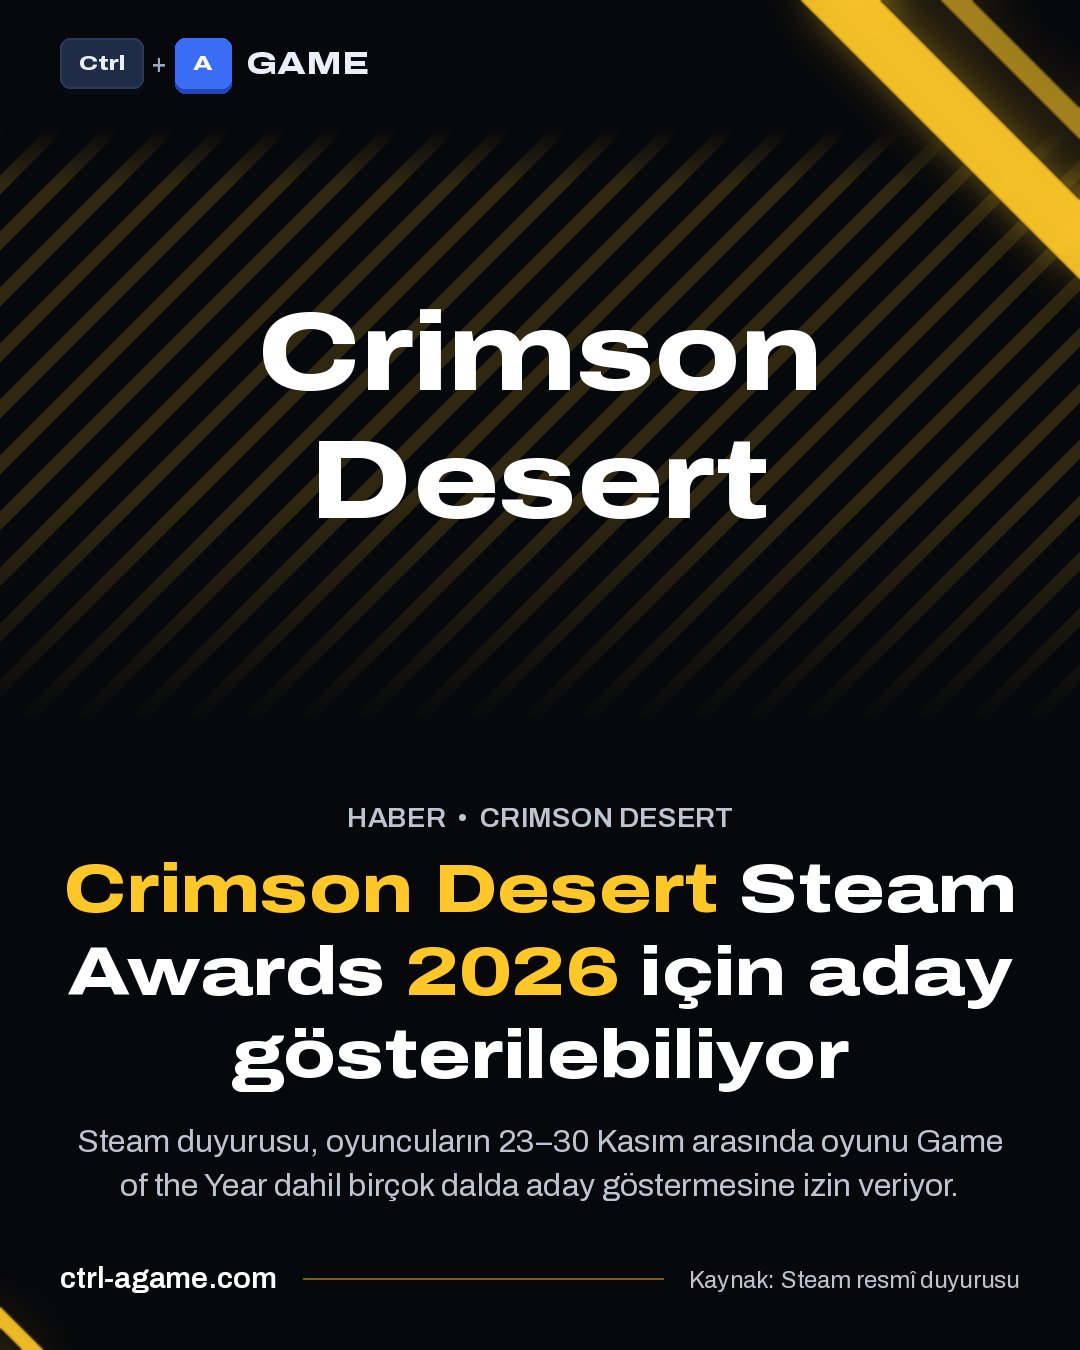 Ctrl + A GAME
Crimson
Desert
HABER • CRIMSON DESERT
Crimson Desert Steam
Awards 2026 için aday
gösterilebiliyor
Steam duyurusu, oyuncuların 23–30 Kasım arasında oyunu Game
of the Year dahil birçok dalda aday göstermesine izin veriyor.
ctrl-agame.com
Kaynak: Steam resmî duyurusu